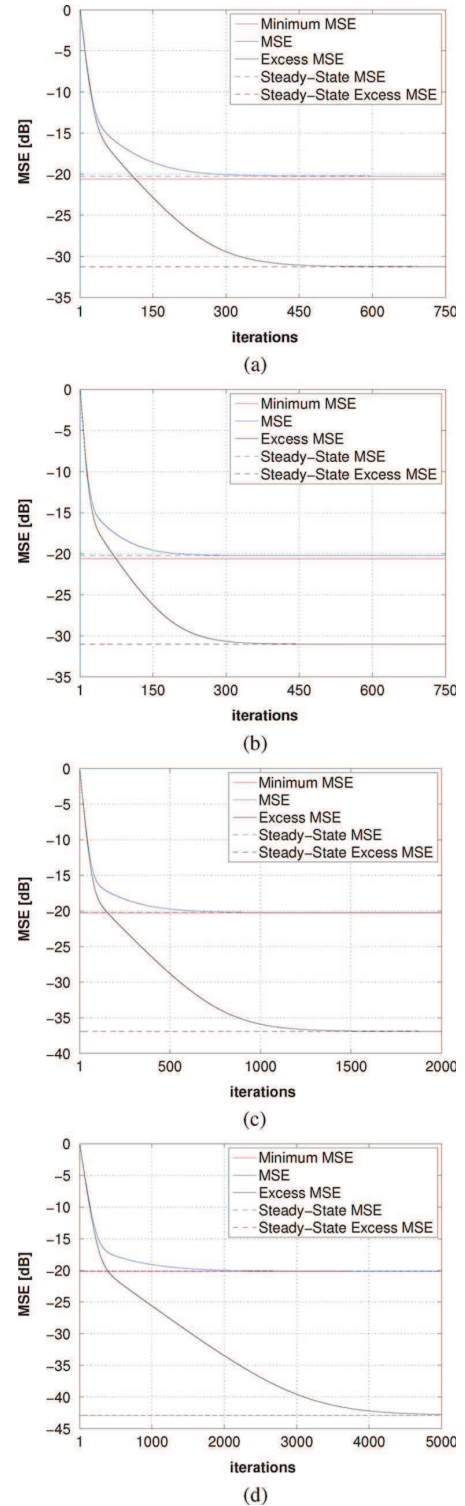 0
−5
−10
−15
−20
−25
−30
−35
MSE [dB]
Minimum MSE
MSE
Excess MSE
Steady−State MSE
Steady−State Excess MSE
1 150 300 450 600 750
iterations
(a)
0
−5
−10
−15
−20
−25
−30
−35
MSE [dB]
Minimum MSE
MSE
Excess MSE
Steady−State MSE
Steady−State Excess MSE
1 150 300 450 600 750
iterations
(b)
0
−5
−10
−15
−20
−25
−30
−35
−40
MSE [dB]
Minimum MSE
MSE
Excess MSE
Steady−State MSE
Steady−State Excess MSE
1 500 1000 1500 2000
iterations
(c)
0
−5
−10
−15
−20
−25
−30
−35
−40
−45
MSE [dB]
Minimum MSE
MSE
Excess MSE
Steady−State MSE
Steady−State Excess MSE
1 1000 2000 3000 4000 5000
iterations
(d)